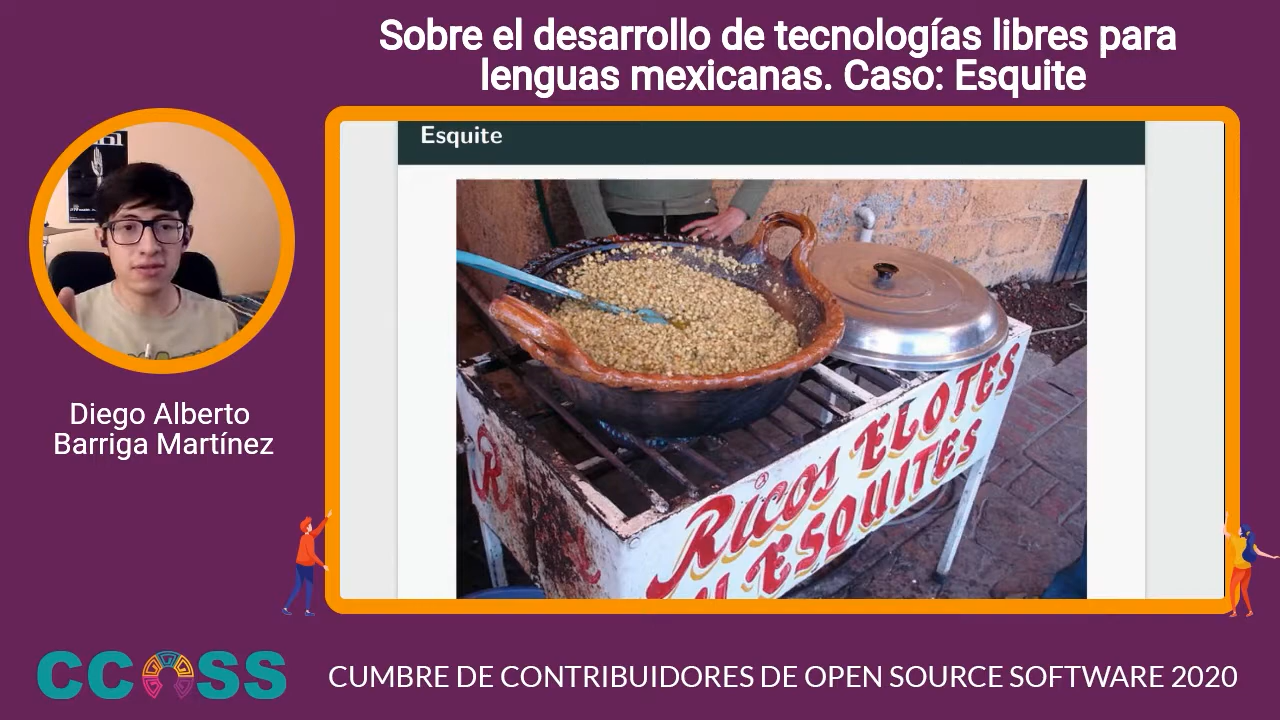 Sobre el desarrollo de tecnologías libres para
lenguas mexicanas. Caso: Esquite
Esquite
RICOS ELOTES
ESQUITES
Diego Alberto
Barriga Martínez
CCOSS
CUMBRE DE CONTRIBUIDORES DE OPEN SOURCE SOFTWARE 2020